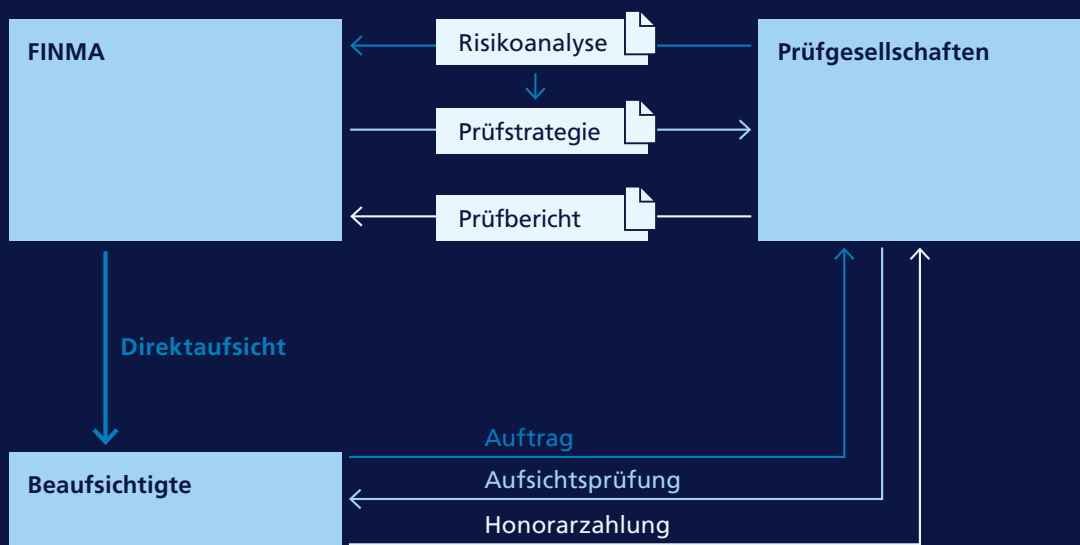 FINMA
Risikoanalyse
Prüfgesellschaften
Prüfstrategie
Prüfbericht
Direktaufsicht
Beaufsichtigte
Auftrag
Aufsichtsprüfung
Honorarzahlung